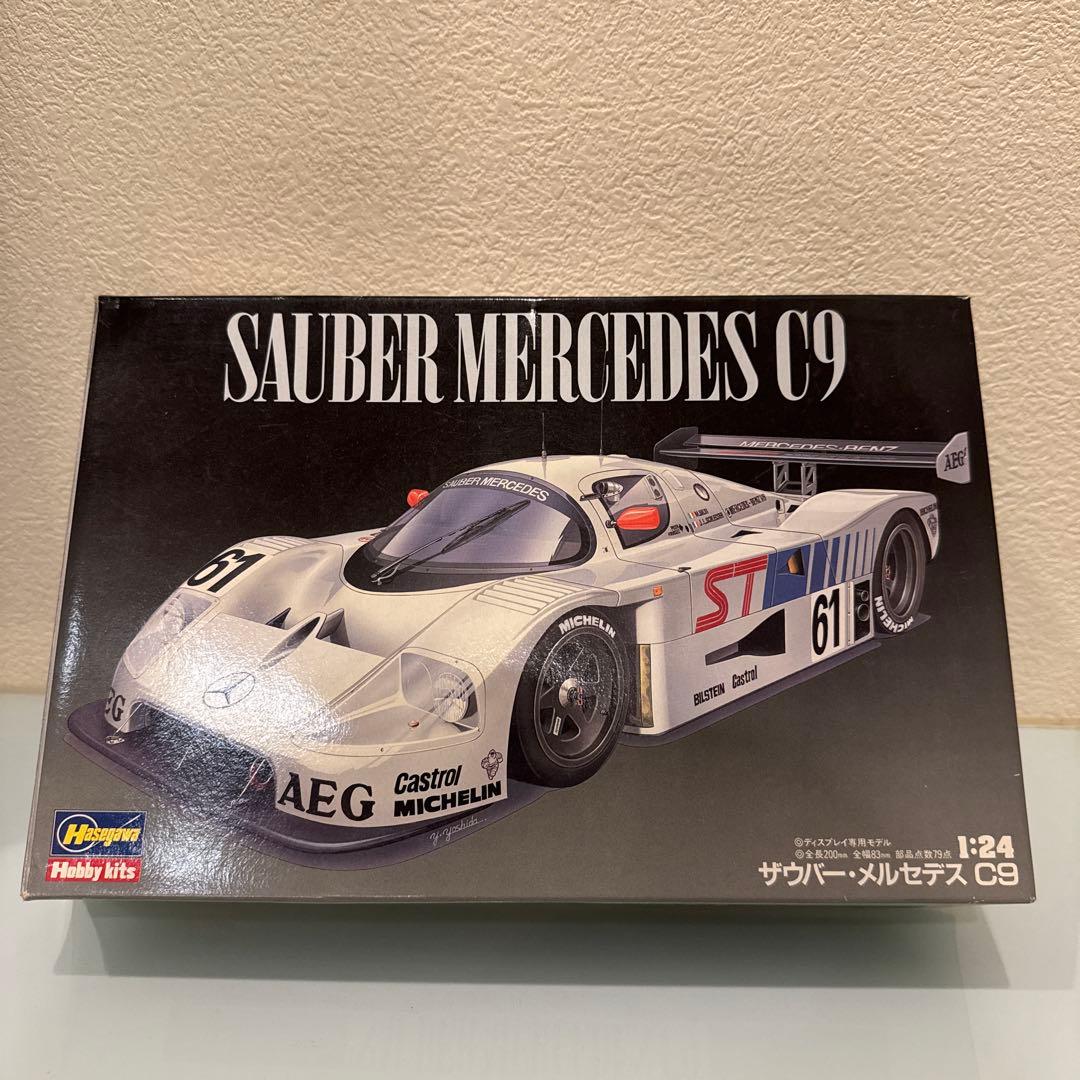 SAUBER MERCEDES C9
MERCEDES-BENZ
AEG
SAUBER MERCEDES
61
ST
61
MICHELIN
MICHELIN
BILSTEIN Castrol
AEG
AEG
Castrol
MICHELIN
Y. Yoshida
Hasegawa
Hobby kits
◎ディスプレイ専用モデル
◎全長200mm 全幅83mm 部品点数79点
1:24
ザウバー・メルセデス C9